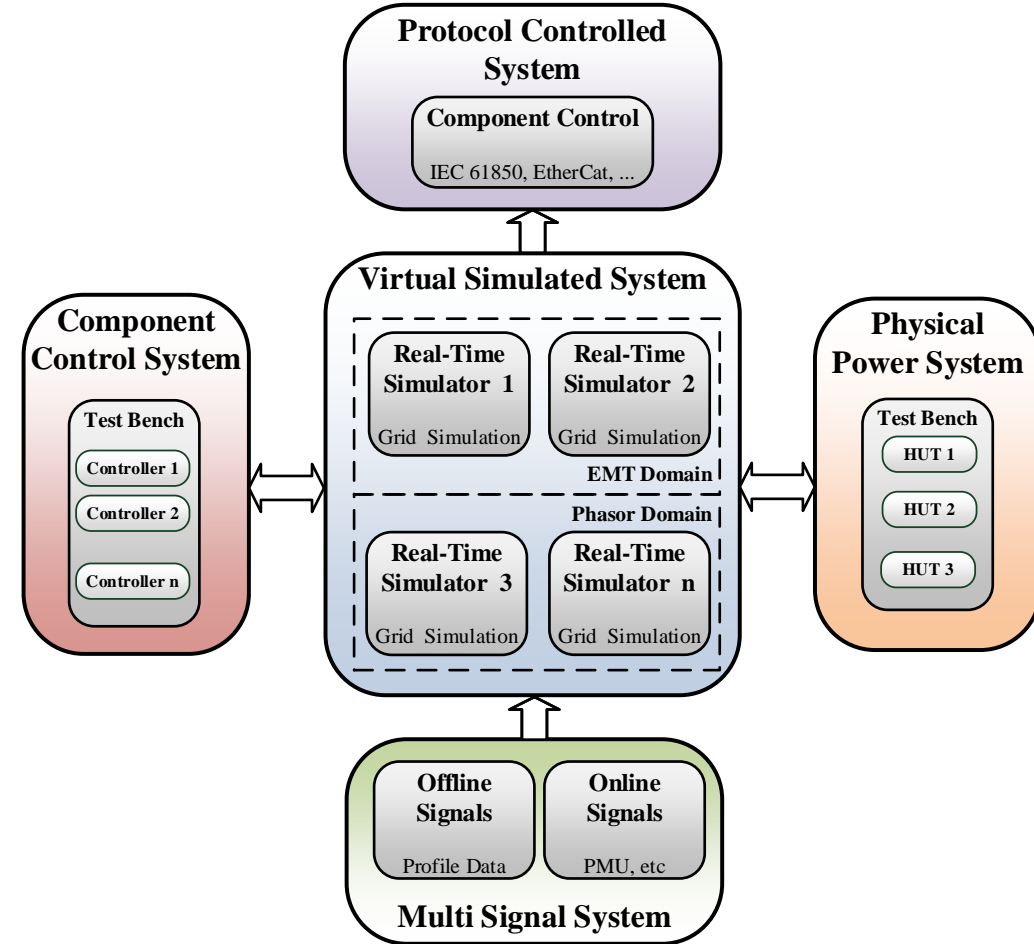 Protocol Controlled
System
Component Control
IEC 61850, EtherCat, ...
Virtual Simulated System
Real-Time
Simulator 1
Grid Simulation
Real-Time
Simulator 2
Grid Simulation
EMT Domain
Phasor Domain
Real-Time
Simulator 3
Grid Simulation
Real-Time
Simulator n
Grid Simulation
Component
Control System
Test Bench
Controller 1
Controller 2
Controller n
Physical
Power System
Test Bench
HUT 1
HUT 2
HUT 3
Offline
Signals
Profile Data
Online
Signals
PMU, etc
Multi Signal System